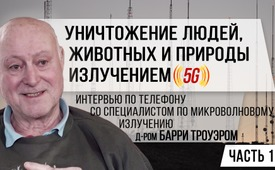 УНИЧТОЖЕНИЕ ЛЮДЕЙ,
ЖИВОТНЫХ И ПРИРОДЫ
ИЗЛУЧЕНИЕМ 5G
ИНТЕРВЬЮ ПО ТЕЛЕФОНУ
СО СПЕЦИАЛИСТОМ ПО МИКРОВОЛНОВОМУ
ИЗЛУЧЕНИЮ
Д-РОМ БАРРИ ТРОУЭРОМ
ЧАСТЬ 1